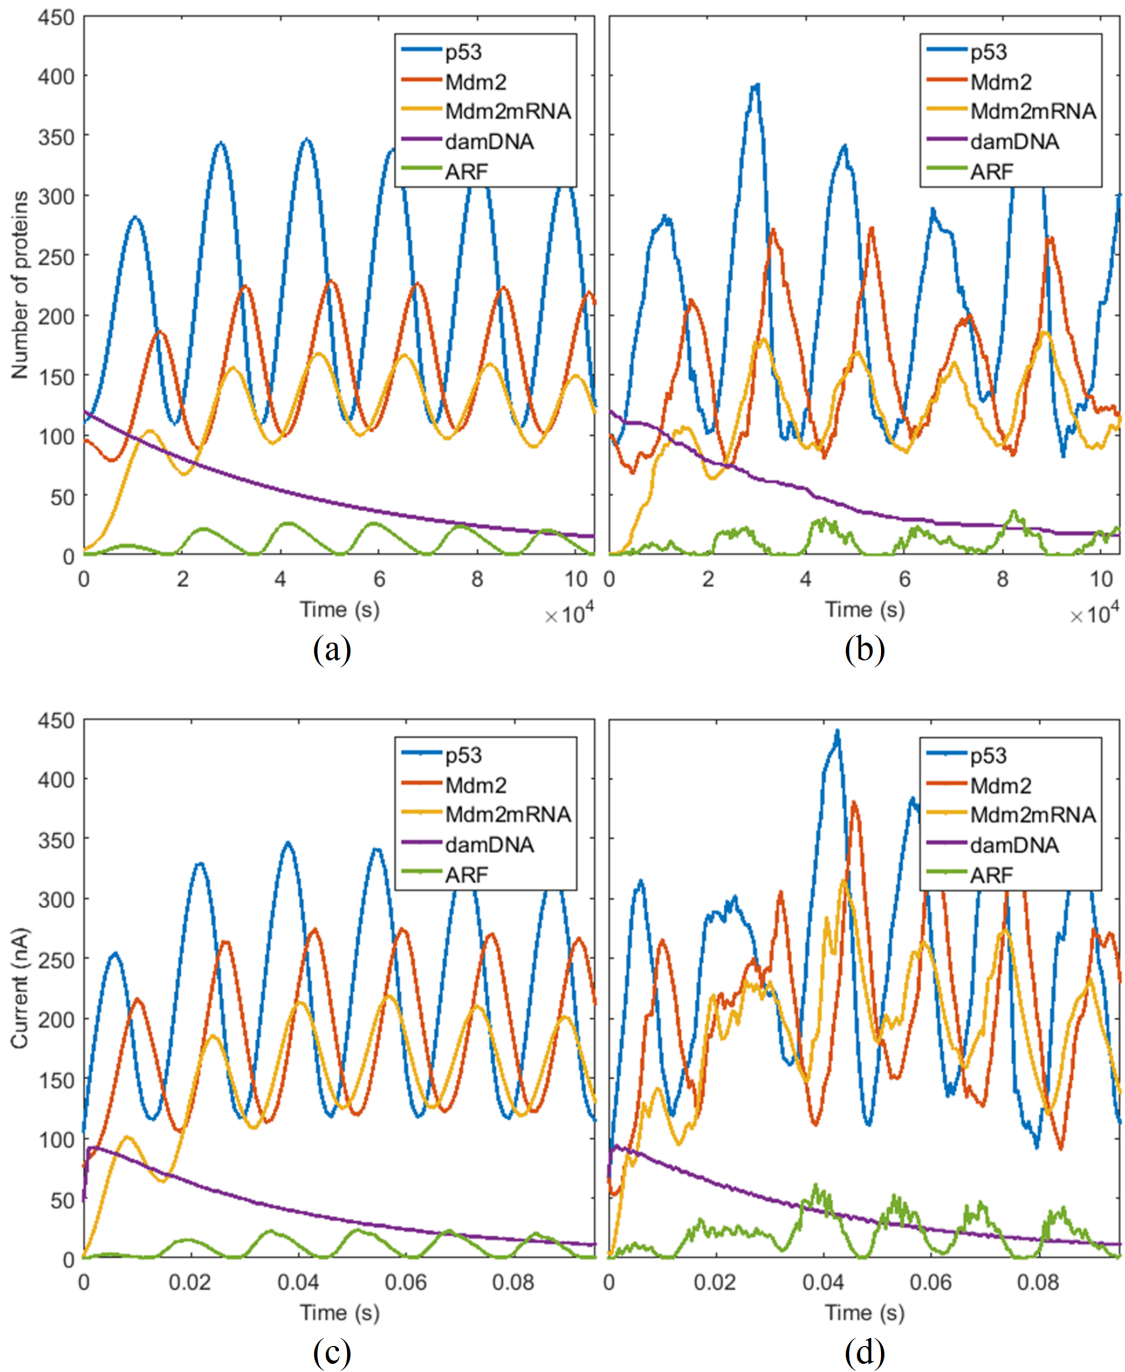 450
400
350
300
250
200
150
100
50
0
Number of proteins
p53
Mdm2
Mdm2mRNA
damDNA
ARF
0 2 4 6 8 10
Time (s)
×10⁴
(a)
p53
Mdm2
Mdm2mRNA
damDNA
ARF
0 2 4 6 8 10
Time (s)
×10⁴
(b)
450
400
350
300
250
200
150
100
50
0
Current (nA)
p53
Mdm2
Mdm2mRNA
damDNA
ARF
0 0.02 0.04 0.06 0.08
Time (s)
(c)
p53
Mdm2
Mdm2mRNA
damDNA
ARF
0 0.02 0.04 0.06 0.08
Time (s)
(d)